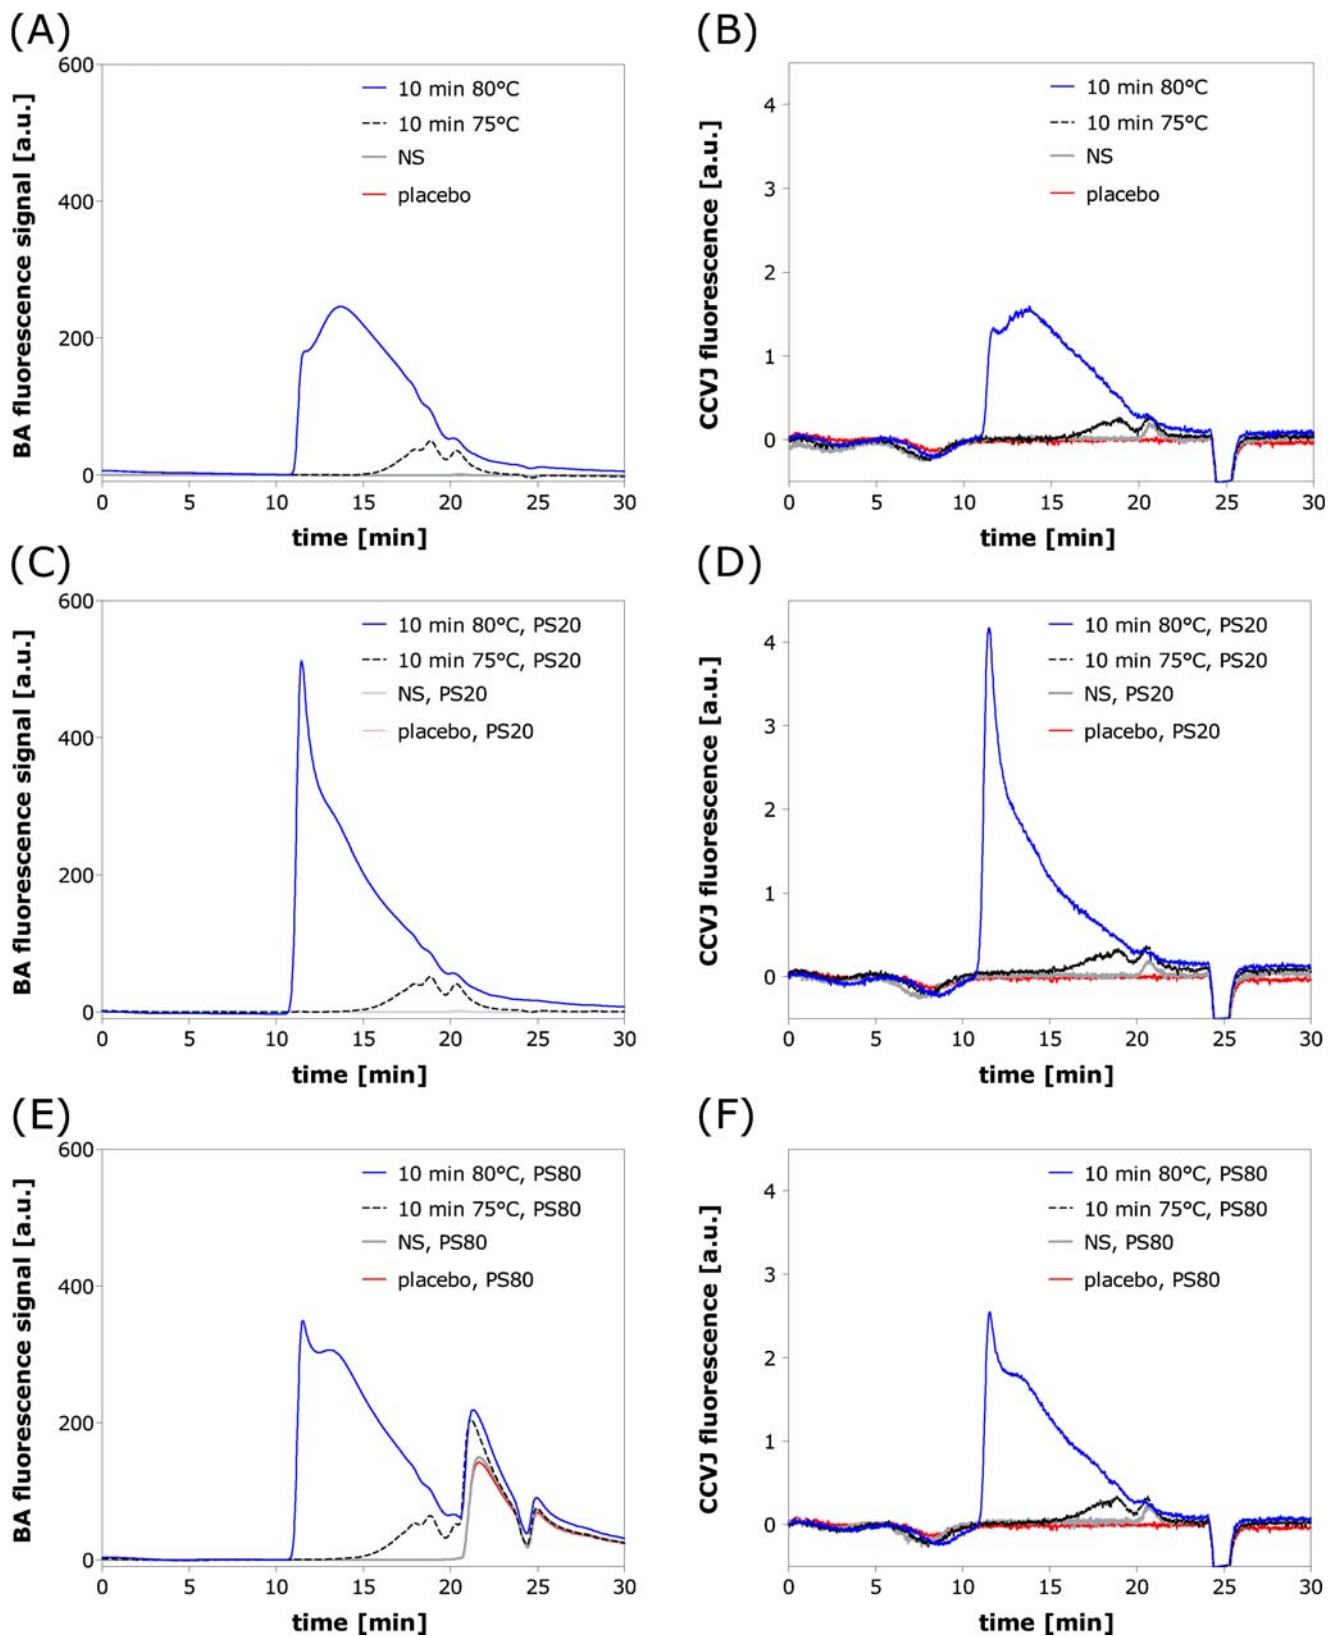 (A)
BA fluorescence signal [a.u.]
600
400
200
0
10 min 80°C
10 min 75°C
NS
placebo
0 5 10 15 20 25 30
time [min]
(B)
CCVJ fluorescence [a.u.]
4
3
2
1
0
10 min 80°C
10 min 75°C
NS
placebo
0 5 10 15 20 25 30
time [min]
(C)
BA fluorescence signal [a.u.]
600
400
200
0
10 min 80°C, PS20
10 min 75°C, PS20
NS, PS20
placebo, PS20
0 5 10 15 20 25 30
time [min]
(D)
CCVJ fluorescence [a.u.]
4
3
2
1
0
10 min 80°C, PS20
10 min 75°C, PS20
NS, PS20
placebo, PS20
0 5 10 15 20 25 30
time [min]
(E)
BA fluorescence signal [a.u.]
600
400
200
0
10 min 80°C, PS80
10 min 75°C, PS80
NS, PS80
placebo, PS80
0 5 10 15 20 25 30
time [min]
(F)
CCVJ fluorescence [a.u.]
4
3
2
1
0
10 min 80°C, PS80
10 min 75°C, PS80
NS, PS80
placebo, PS80
0 5 10 15 20 25 30
time [min]